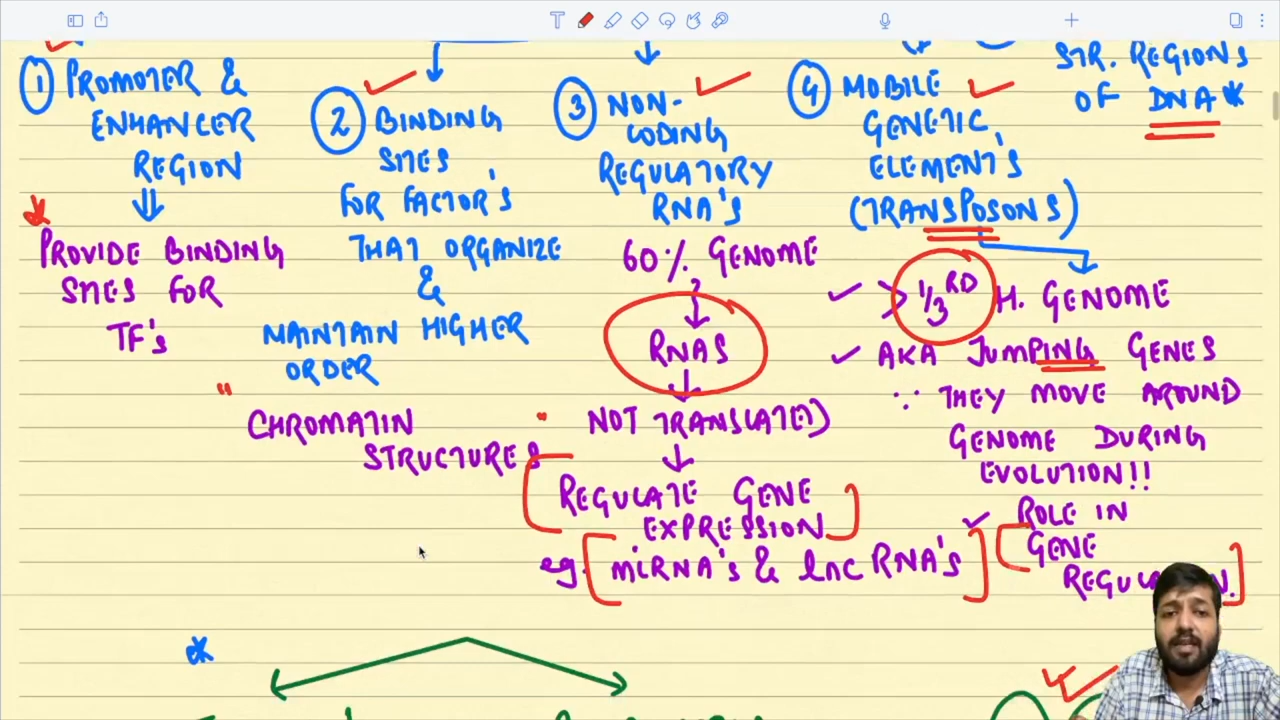 ① PROMOTER &
ENHANCER
REGION
PROVIDE BINDING
SITES FOR
TF's
② BINDING
SITES
FOR FACTOR'S
THAT ORGANIZE
&
MAINTAIN HIGHER
ORDER
" CHROMATIN "
STRUCTURES
③ NON-
CODING
REGULATORY
RNA'S
60% GENOME
RNAS
NOT TRANSLATED
REGULATE GENE
EXPRESSION
eg. [miRNA's & lncRNA's]
④ MOBILE
GENETIC
ELEMENT'S
(TRANSPOSONS)
> 1/3RD H. GENOME
AKA JUMPING GENES
∵ THEY MOVE AROUND
GENOME DURING
EVOLUTION!!
ROLE IN
GENE
STR. REGIONS
OF DNA*